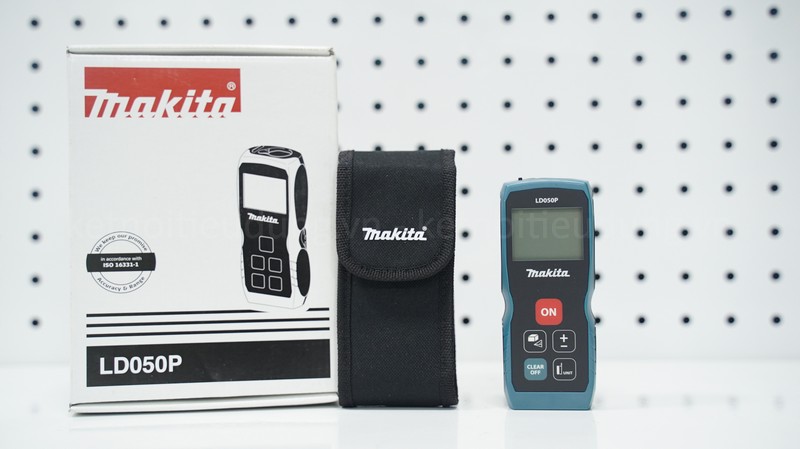 makita®
We keep our promise
in accordance with
ISO 16331-1
Accuracy & Range
makita
LD050P
makita®
LD050P
makita
ON
+
−
CLEAR
OFF
UNIT